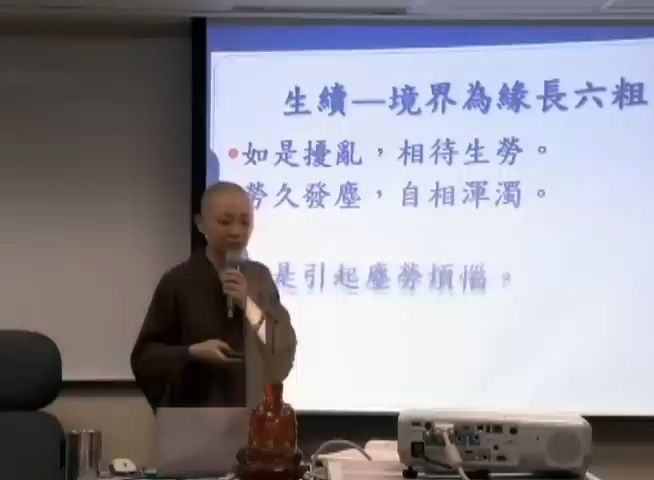 生續—境界為緣長六粗
如是擾亂，相待生勞。
勞久發塵，自相渾濁。
是引起塵勞煩惱。